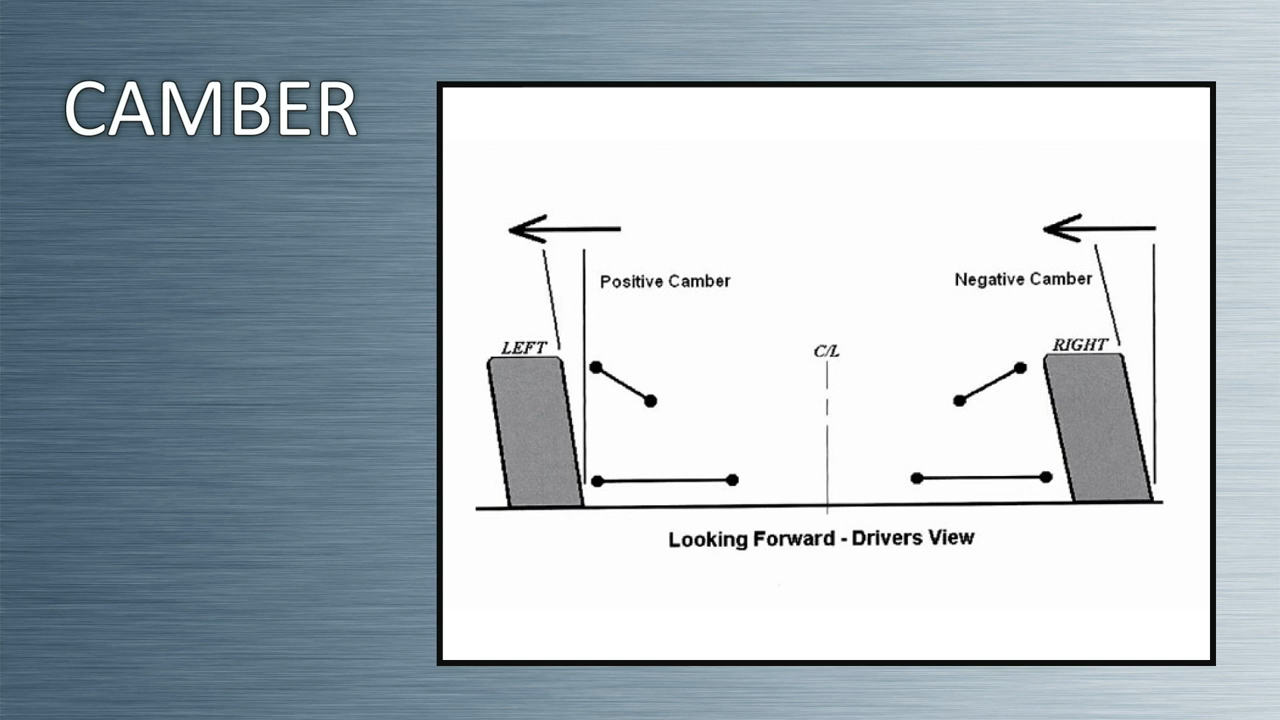 CAMBER
Positive Camber
Negative Camber
LEFT
C/L
RIGHT
Looking Forward - Drivers View